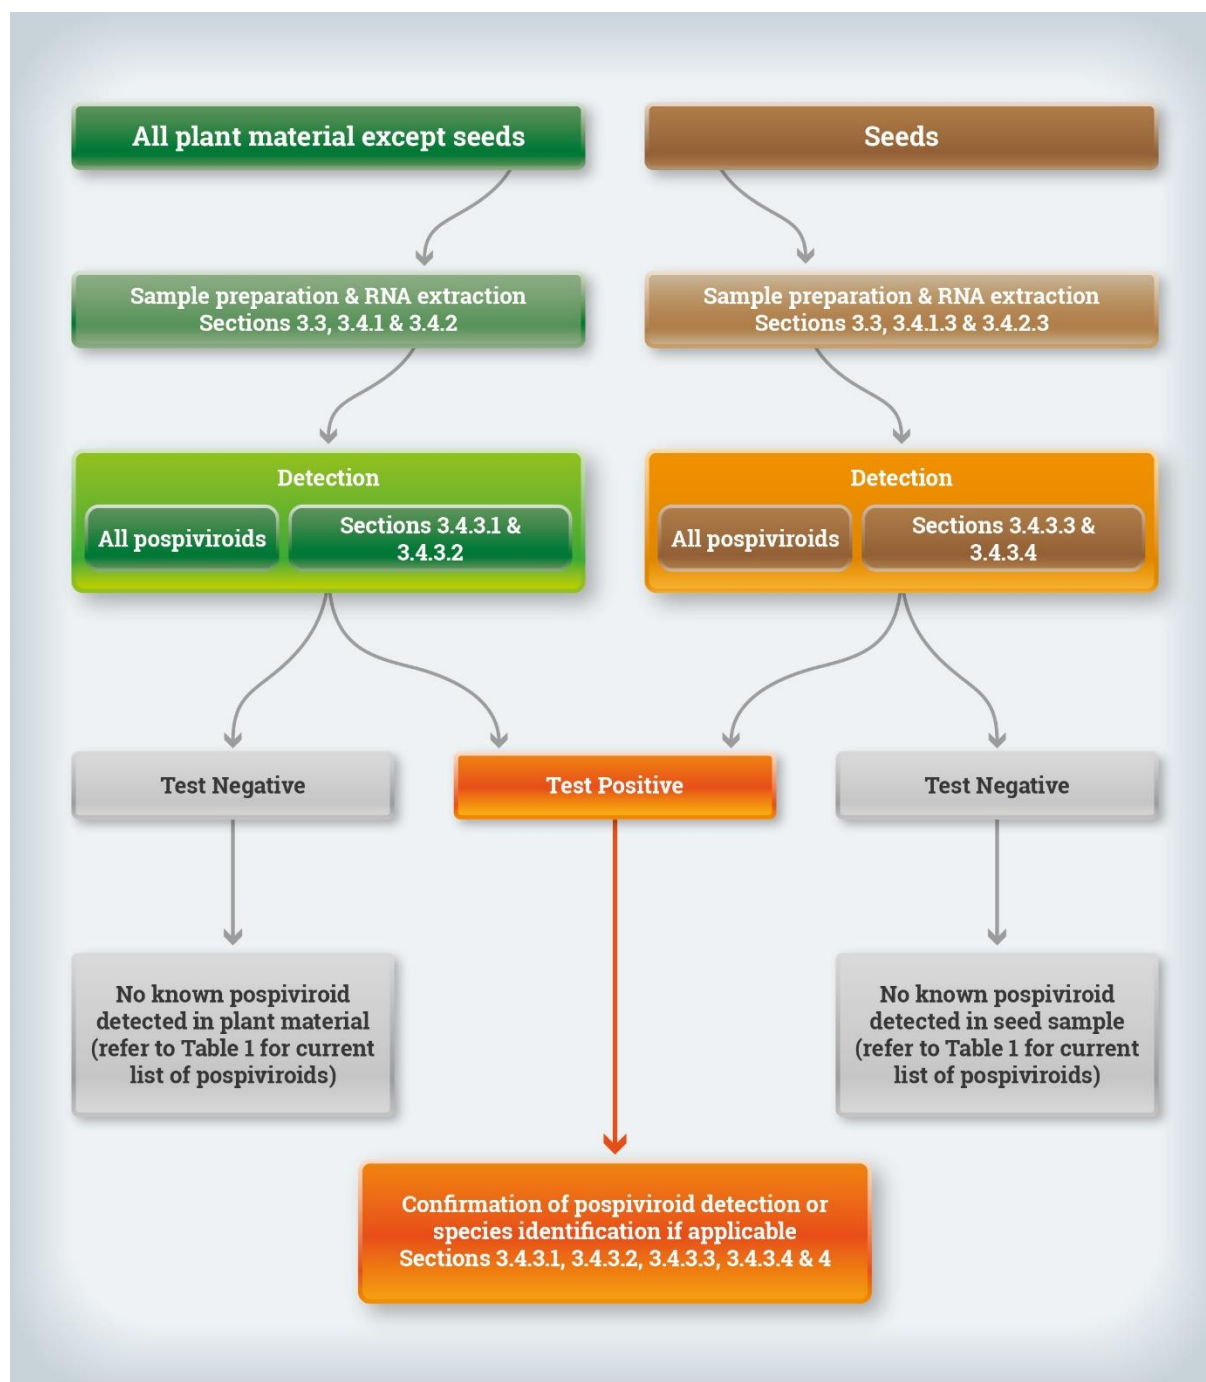 All plant material except seeds
Seeds
Sample preparation & RNA extraction
Sections 3.3, 3.4.1 & 3.4.2
Sample preparation & RNA extraction
Sections 3.3, 3.4.1.3 & 3.4.2.3
Detection
All pospiviroids
Sections 3.4.3.1 &
3.4.3.2
Detection
All pospiviroids
Sections 3.4.3.3 &
3.4.3.4
Test Negative
Test Positive
Test Negative
No known pospiviroid
detected in plant material
(refer to Table 1 for current
list of pospiviroids)
No known pospiviroid
detected in seed sample
(refer to Table 1 for current
list of pospiviroids)
Confirmation of pospiviroid detection or
species identification if applicable
Sections 3.4.3.1, 3.4.3.2, 3.4.3.3, 3.4.3.4 & 4